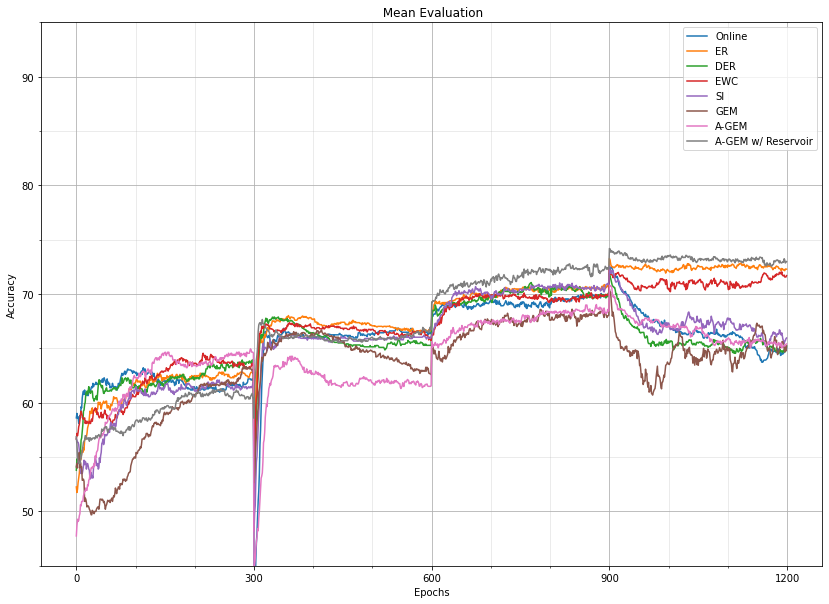 Mean Evaluation
Online
ER
DER
EWC
SI
GEM
A-GEM
A-GEM w/ Reservoir
90
80
70
60
50
Accuracy
0 300 600 900 1200
Epochs